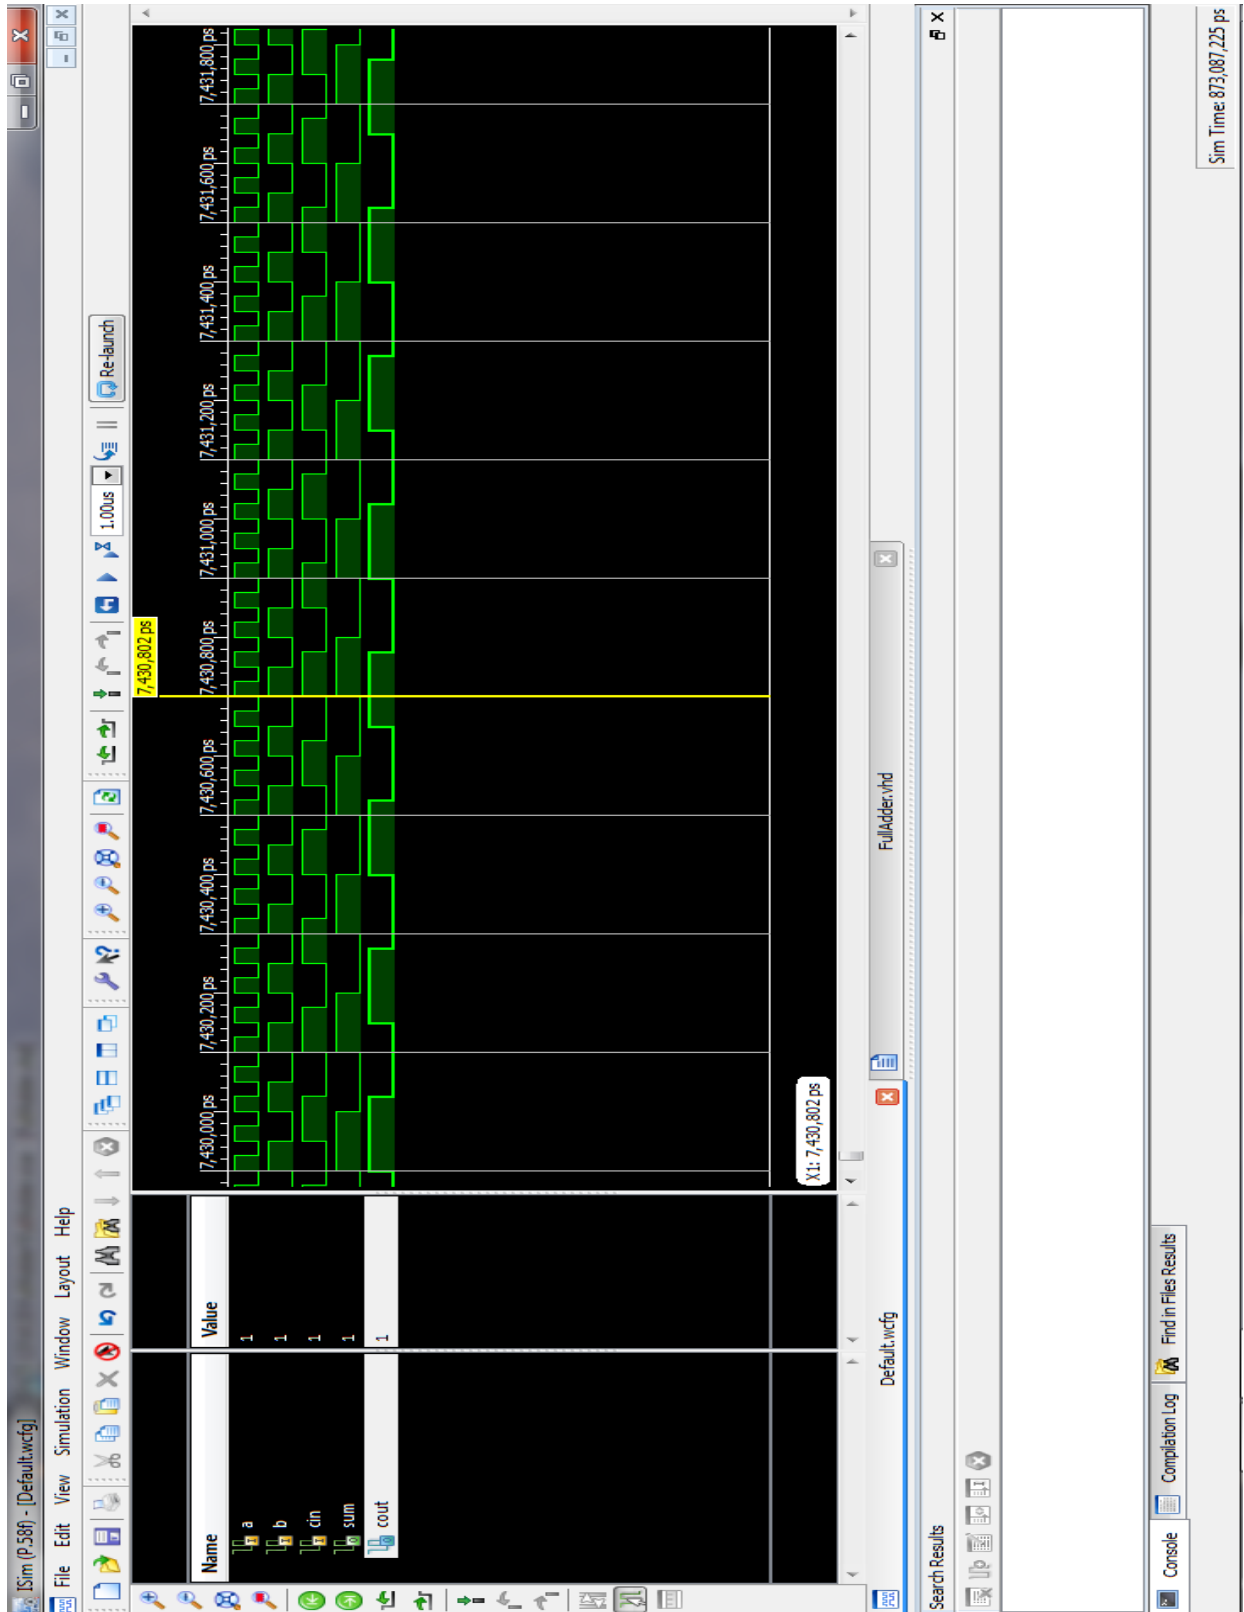 ISim (P.58f) - [Default.wcfg]
File Edit View Simulation Window Layout Help
1.00us Re-launch
7,430,802 ps
Name Value
7,430,000 ps 7,430,200 ps 7,430,400 ps 7,430,600 ps 7,430,800 ps 7,431,000 ps 7,431,200 ps 7,431,400 ps 7,431,600 ps 7,431,800 ps
a 1
b 1
cin 1
sum 1
cout 1
X1: 7,430,802 ps
Default.wcfg FullAdder.vhd
Search Results
Console Compilation Log Find in Files Results
Sim Time: 873,087,225 ps